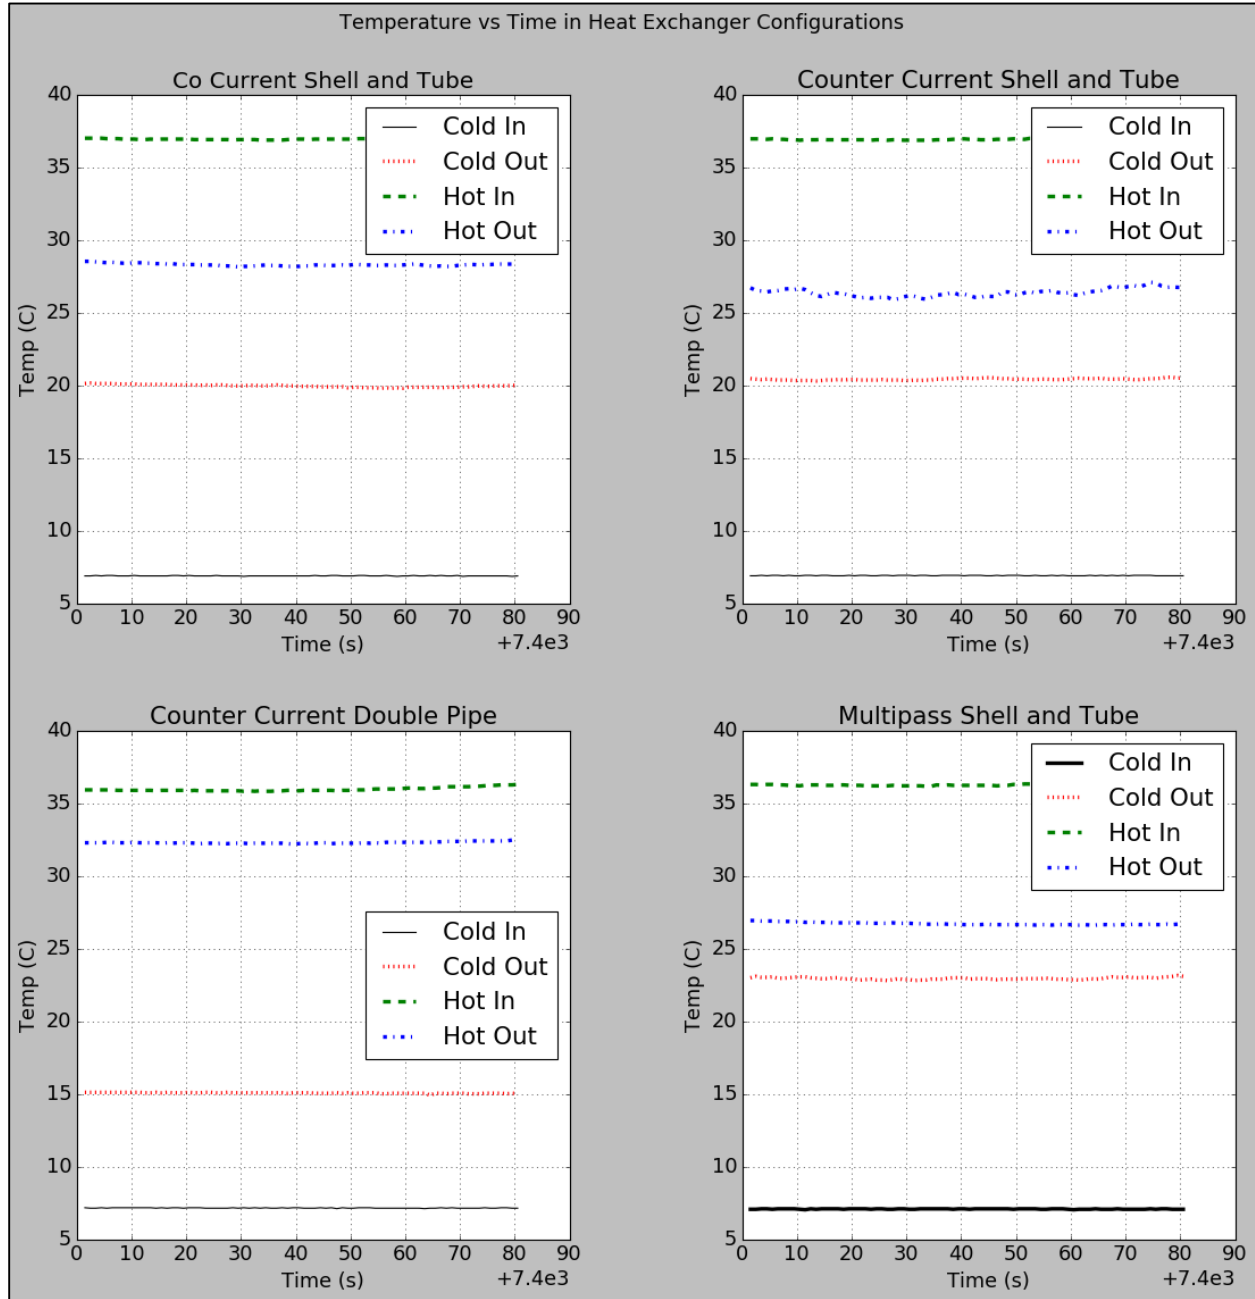 Temperature vs Time in Heat Exchanger Configurations
Co Current Shell and Tube
40
35
30
25
20
15
10
5
Temp (C)
Cold In
Cold Out
Hot In
Hot Out
0 10 20 30 40 50 60 70 80 90
Time (s)
+7.4e3
Counter Current Shell and Tube
40
35
30
25
20
15
10
5
Temp (C)
Cold In
Cold Out
Hot In
Hot Out
0 10 20 30 40 50 60 70 80 90
Time (s)
+7.4e3
Counter Current Double Pipe
40
35
30
25
20
15
10
5
Temp (C)
Cold In
Cold Out
Hot In
Hot Out
0 10 20 30 40 50 60 70 80 90
Time (s)
+7.4e3
Multipass Shell and Tube
40
35
30
25
20
15
10
5
Temp (C)
Cold In
Cold Out
Hot In
Hot Out
0 10 20 30 40 50 60 70 80 90
Time (s)
+7.4e3